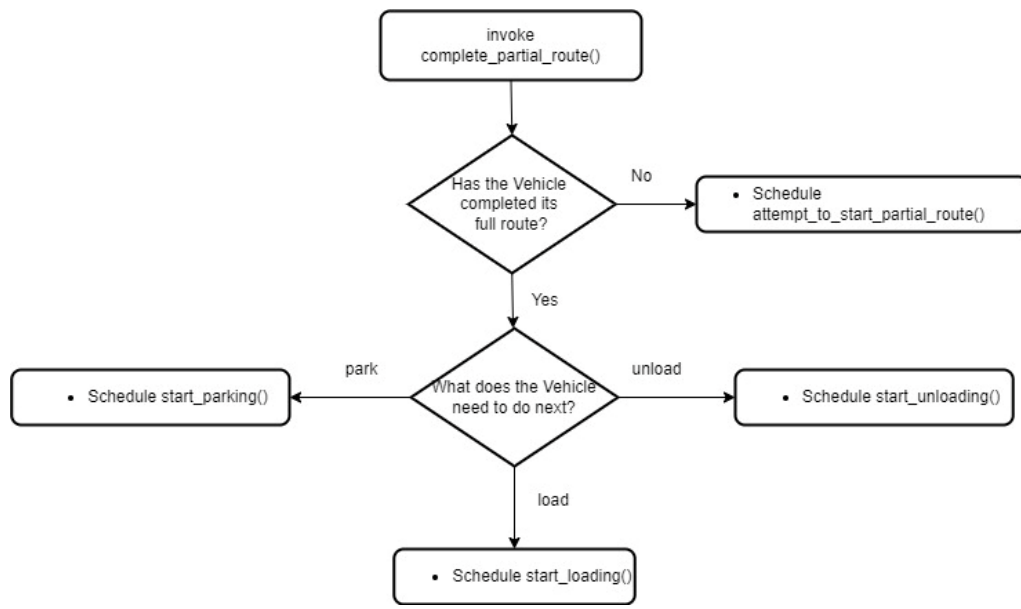 invoke
complete_partial_route()
Has the Vehicle
completed its
full route?
No
• Schedule
attempt_to_start_partial_route()
Yes
What does the Vehicle
need to do next?
park
unload
• Schedule start_parking()
• Schedule start_unloading()
load
• Schedule start_loading()